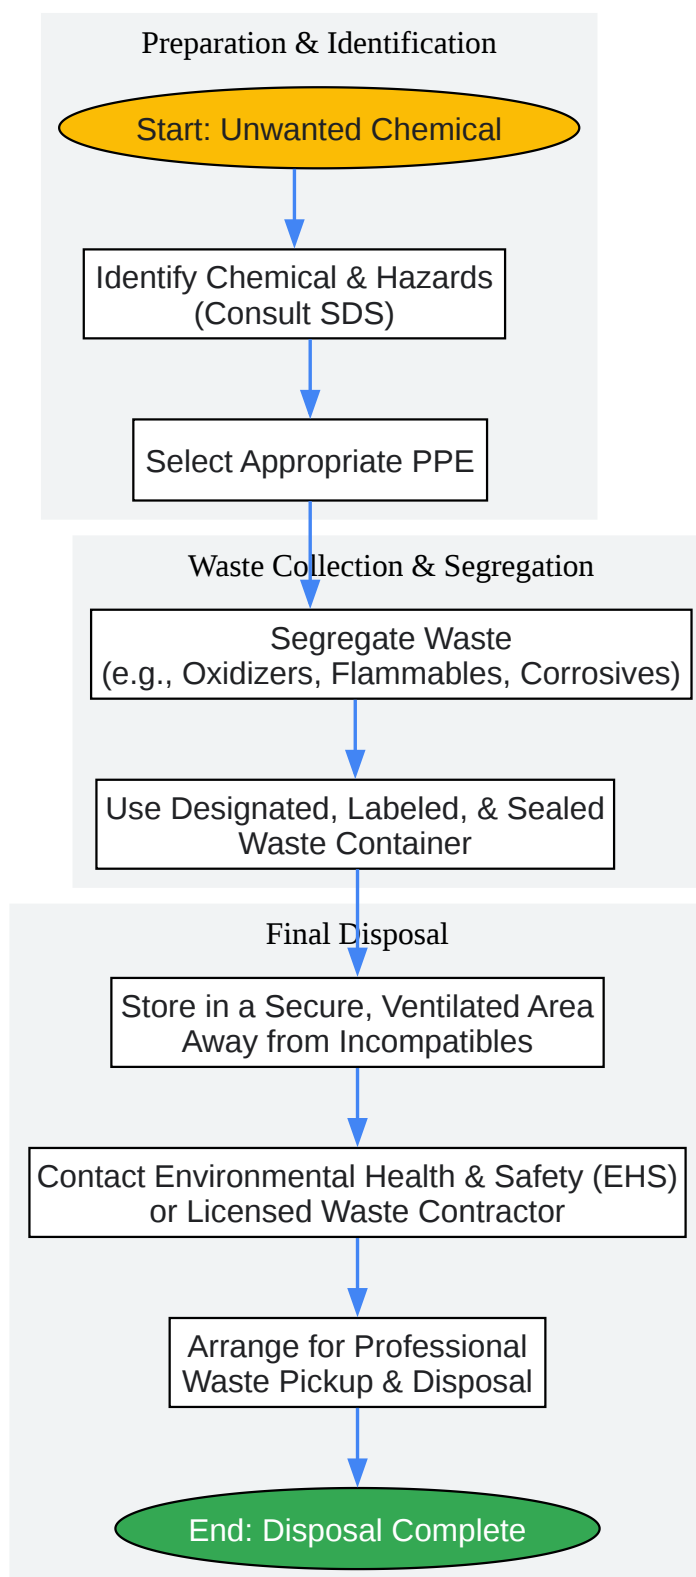 Preparation & Identification
Start: Unwanted Chemical
Identify Chemical & Hazards
(Consult SDS)
Select Appropriate PPE
Waste Collection & Segregation
Segregate Waste
(e.g., Oxidizers, Flammables, Corrosives)
Use Designated, Labeled, & Sealed
Waste Container
Final Disposal
Store in a Secure, Ventilated Area
Away from Incompatibles
Contact Environmental Health & Safety (EHS)
or Licensed Waste Contractor
Arrange for Professional
Waste Pickup & Disposal
End: Disposal Complete